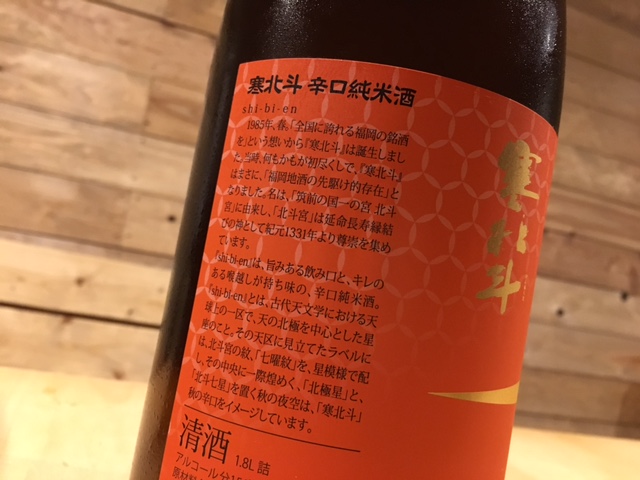 寒北斗 辛口純米酒
shi-bi-en
1985年、春。「全国に誇れる福岡の銘酒
を」という想いから「寒北斗」は誕生しまし
た。当時、何もかもが初尽くしで、『寒北斗』
はまさに、「福岡地酒の先駆け的存在」と
なりました。名は、「筑前の国一の宮 北斗
宮」に由来し、「北斗宮」は延命長寿縁結
びの神として紀元1331年より尊崇を集め
ています。
『shi-bi-en』は、旨みある飲み口と、キレの
ある喉越しが持ち味の、辛口純米酒。
『shi-bi-en』とは、古代天文学における天
球上の一区で、天の北極を中心とした星
座のこと。その天区に見立てたラベルに
は、北斗宮の紋、「七曜紋」を、星模様で配
し、その中央に一際煌めく、「北極星」と、
「北斗七星」を置く秋の夜空は、「寒北斗」
秋の辛口をイメージしています。
清酒 1.8L 詰
アルコール分
原材料
寒北斗